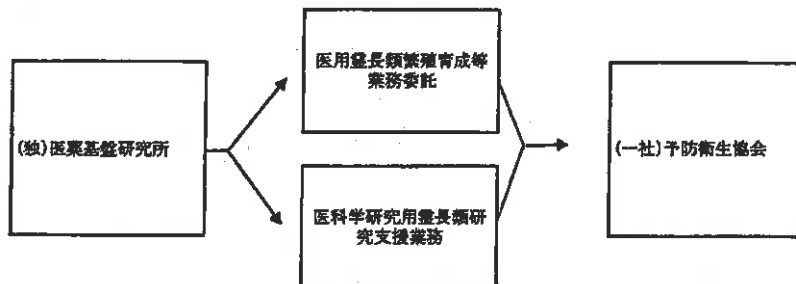 (独)医薬基盤研究所
医用霊長類繁殖育成等
業務委託
医科学研究用霊長類研
究支援業務
(一社)予防衛生協会